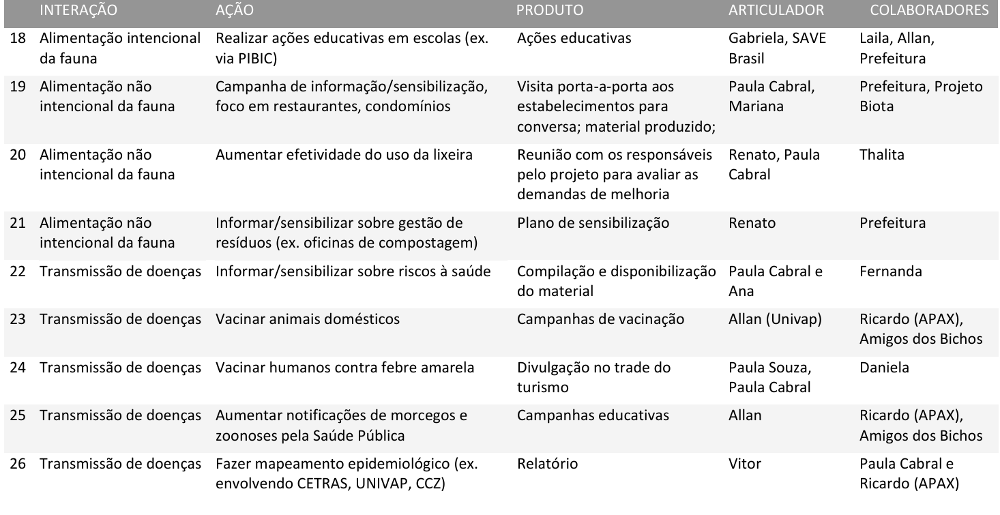 INTERAÇÃO AÇÃO PRODUTO ARTICULADOR COLABORADORES
18 Alimentação intencional Realizar ações educativas em escolas (ex. Ações educativas Gabriela, SAVE Laila, Allan,
da fauna via PIBIC) Brasil Prefeitura
19 Alimentação não Campanha de informação/sensibilização, Visita porta-a-porta aos Paula Cabral, Prefeitura, Projeto
intencional da fauna foco em restaurantes, condomínios estabelecimentos para Mariana Biota
conversa; material produzido;
20 Alimentação não Aumentar efetividade do uso da lixeira Reunião com os responsáveis Renato, Paula Thalita
intencional da fauna pelo projeto para avaliar as Cabral
demandas de melhoria
21 Alimentação não Informar/sensibilizar sobre gestão de Plano de sensibilização Renato Prefeitura
intencional da fauna resíduos (ex. oficinas de compostagem)
22 Transmissão de doenças Informar/sensibilizar sobre riscos à saúde Compilação e disponibilização Paula Cabral e Fernanda
do material Ana
23 Transmissão de doenças Vacinar animais domésticos Campanhas de vacinação Allan (Univap) Ricardo (APAX),
Amigos dos Bichos
24 Transmissão de doenças Vacinar humanos contra febre amarela Divulgação no trade do Paula Souza, Daniela
turismo Paula Cabral
25 Transmissão de doenças Aumentar notificações de morcegos e Campanhas educativas Allan Ricardo (APAX),
zoonoses pela Saúde Pública Amigos dos Bichos
26 Transmissão de doenças Fazer mapeamento epidemiológico (ex. Relatório Vitor Paula Cabral e
envolvendo CETRAS, UNIVAP, CCZ) Ricardo (APAX)